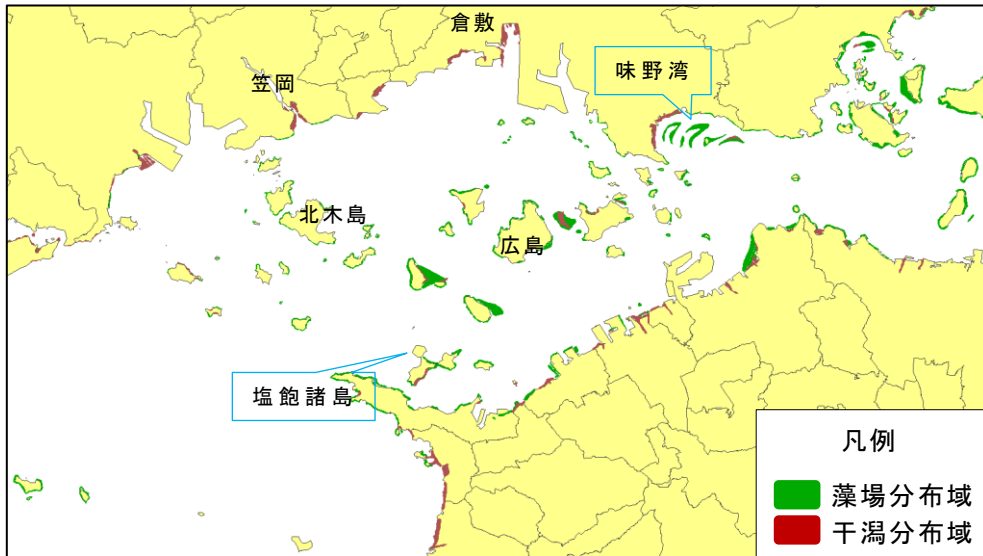 倉敷
味野湾
笠岡
北木島
広島
塩飽諸島
凡例
藻場分布域
干潟分布域